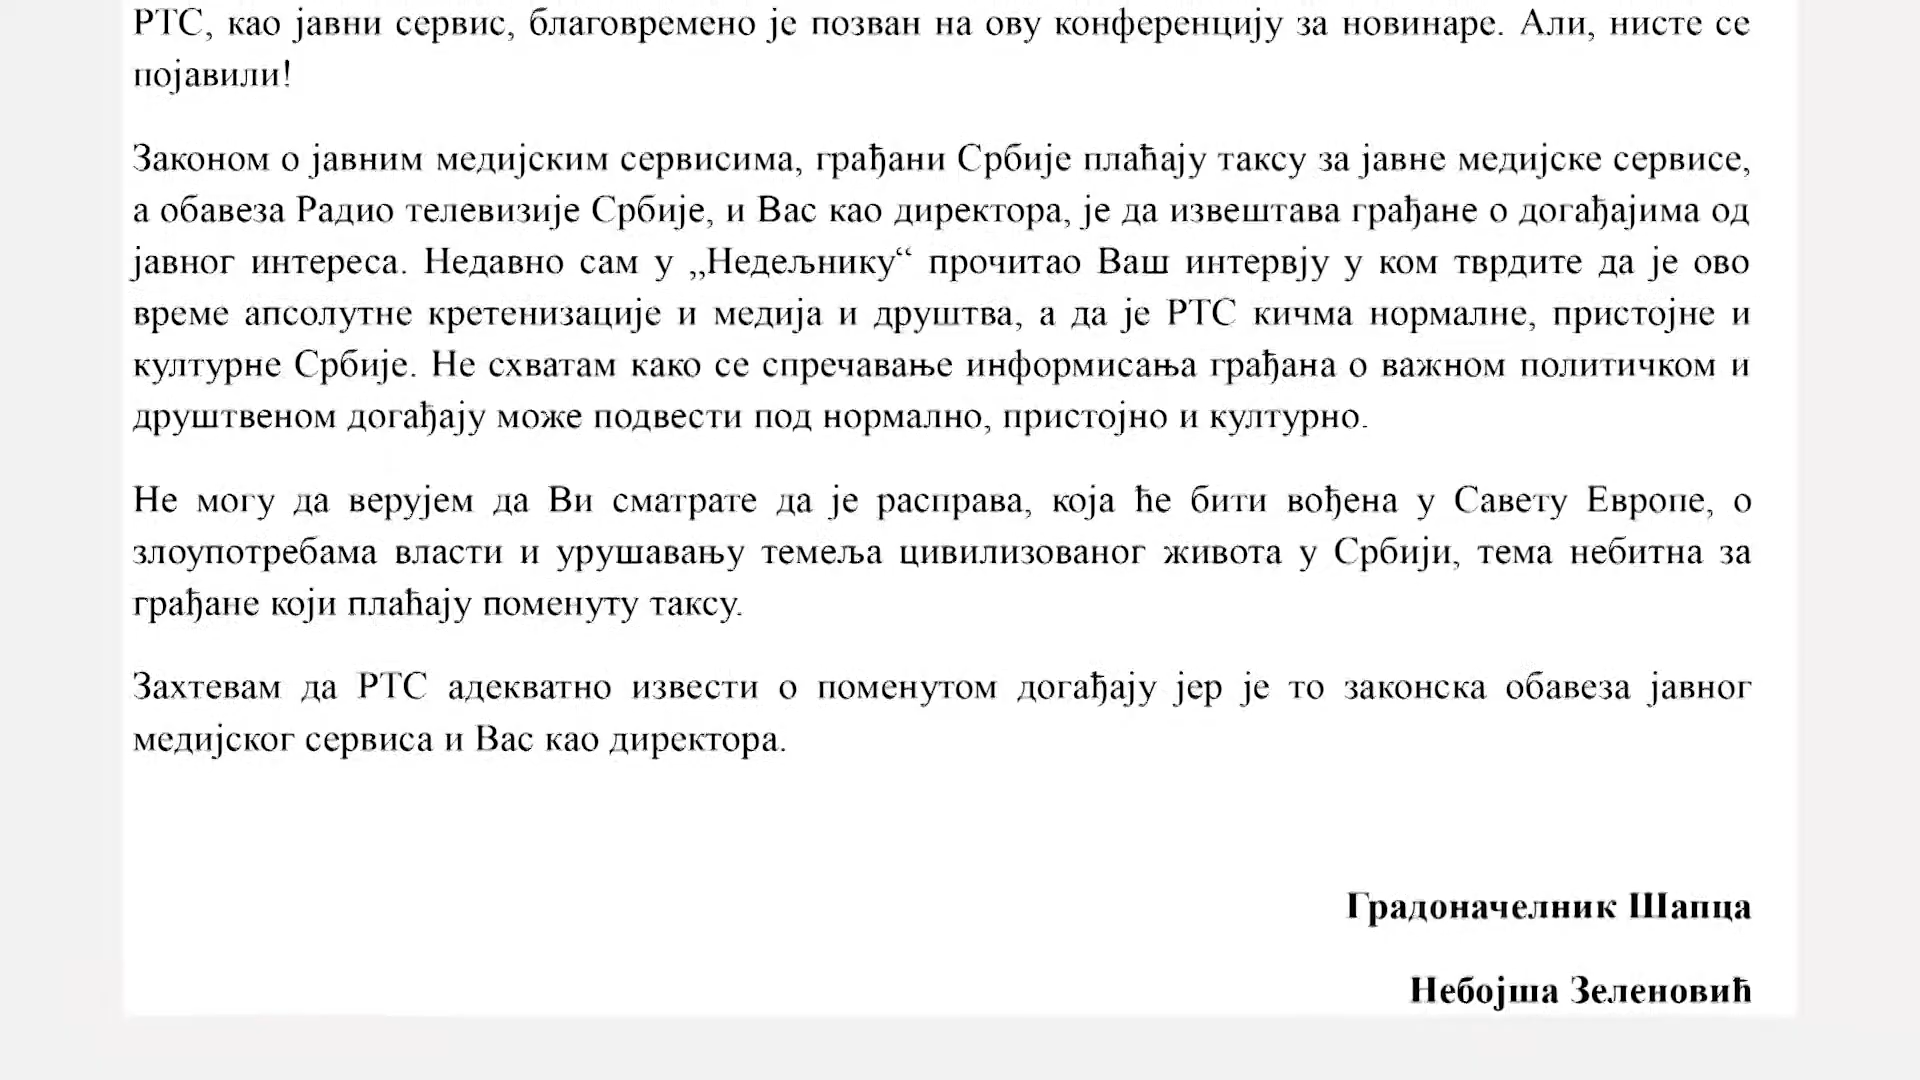 РТС, као јавни сервис, благовремено је позван на ову конференцију за новинаре. Али, нисте се
појавили!
Законом о јавним медијским сервисима, грађани Србије плаћају таксу за јавне медијске сервисе,
а обавеза Радио телевизије Србије, и Вас као директора, је да извештава грађане о догађајима од
јавног интереса. Недавно сам у „Недељнику“ прочитао Ваш интервју у ком тврдите да је ово
време апсолутне кретенизације и медија и друштва, а да је РТС кичма нормалне, пристојне и
културне Србије. Не схватам како се спречавање информисања грађана о важном политичком и
друштвеном догађају може подвести под нормално, пристојно и културно.
Не могу да верујем да Ви сматрате да је расправа, која ће бити вођена у Савету Европе, о
злоупотребама власти и урушавању темеља цивилизованог живота у Србији, тема небитна за
грађане који плаћају поменуту таксу.
Захтевам да РТС адекватно извести о поменутом догађају јер је то законска обавеза јавног
медијског сервиса и Вас као директора.
Градоначелник Шапца
Небојша Зеленовић